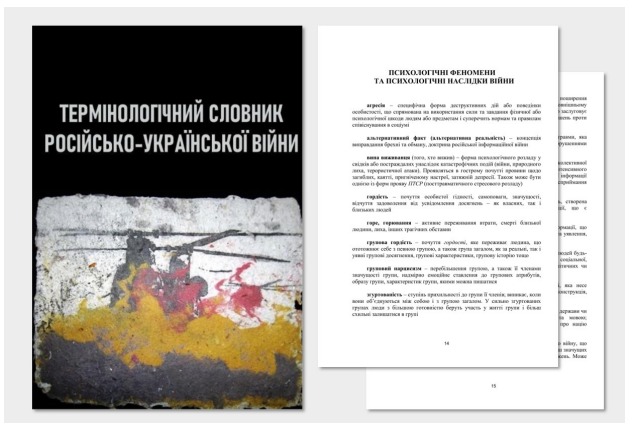 ТЕРМІНОЛОГІЧНИЙ СЛОВНИК
РОСІЙСЬКО-УКРАЇНСЬКОЇ ВІЙНИ
ПСИХОЛОГІЧНІ ФЕНОМЕНИ
ТА ПСИХОЛОГІЧНІ НАСЛІДКИ ВІЙНИ
агресія – специфічна форма деструктивних дій або поведінки
особистості, що спрямована на використання сили та завдання фізичної або
психологічної шкоди людям або предметам і суперечить нормам та правилам
співіснування в соціумі
альтернативний факт (альтернативна реальність) – концепція
виправдання брехні та обману, доктрина російської інформаційної війни
вина виживання (того, хто вижив) – форма психологічного розладу у
свідків або постраждалих унаслідок катастрофічних подій (війни, природного
лиха, терористичної атаки). Проявляється в гострому почутті провини щодо
загиблих, каятті, пригніченому настрої, затяжній депресії. Також може бути
однією із форм прояву ПТСР (посттравматичного стресового розладу)
гордість – почуття особистої гідності, самоповаги, значущості,
відчуття задоволення від усвідомлення досягнень – як власних, так і
близьких людей
горе, горювання – активне переживання втрати, смерті близької
людини, лиха, інших трагічних обставин
групова гордість – почуття гордості, яке переживає людина, що
ототожнює себе з певною групою, а також група загалом, як за реальні, так і
уявні групові досягнення, групові характеристики, групову історію тощо
груповий нарцисизм – перебільшення групою, а також її членами
значущості групи, надмірно емоційне ставлення до групових атрибутів,
образу групи, характеристик групи, якими можна пишатися
згуртованість – ступінь прихильності до групи її членів, виникає, коли
вони об’єднуються між собою і з групою загалом. У сильно згуртованих
групах люди з більшою готовністю беруть участь у житті групи і більш
схильні залишатися в групі
14
15